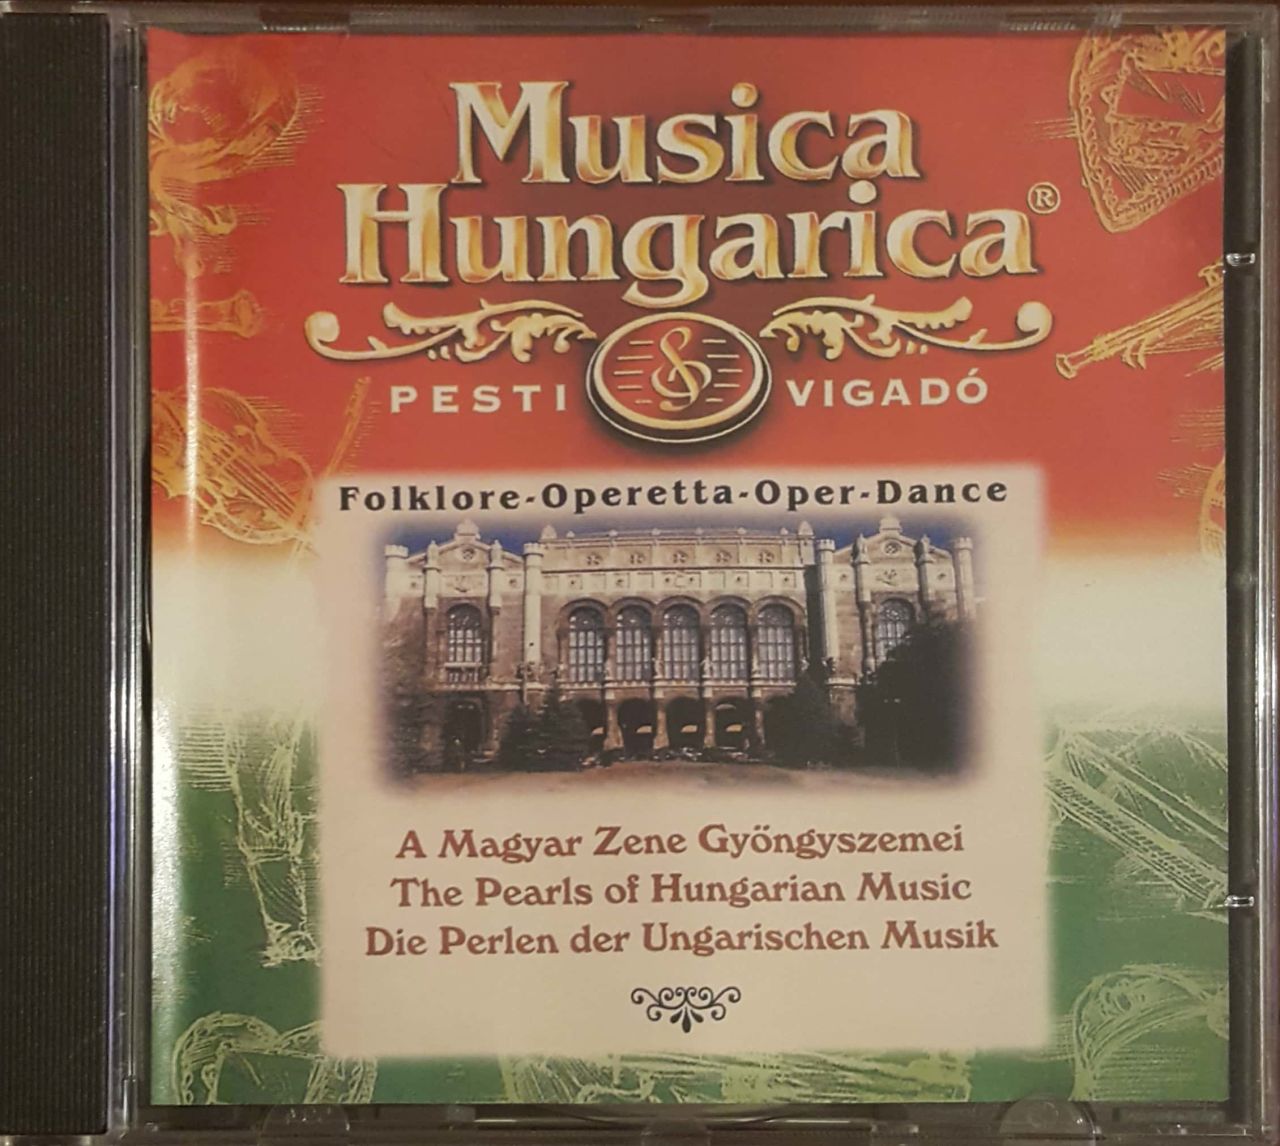 Musica
Hungarica®
PESTI VIGADÓ
Folklore-Operetta-Oper-Dance
A Magyar Zene Gyöngyszemei
The Pearls of Hungarian Music
Die Perlen der Ungarischen Musik